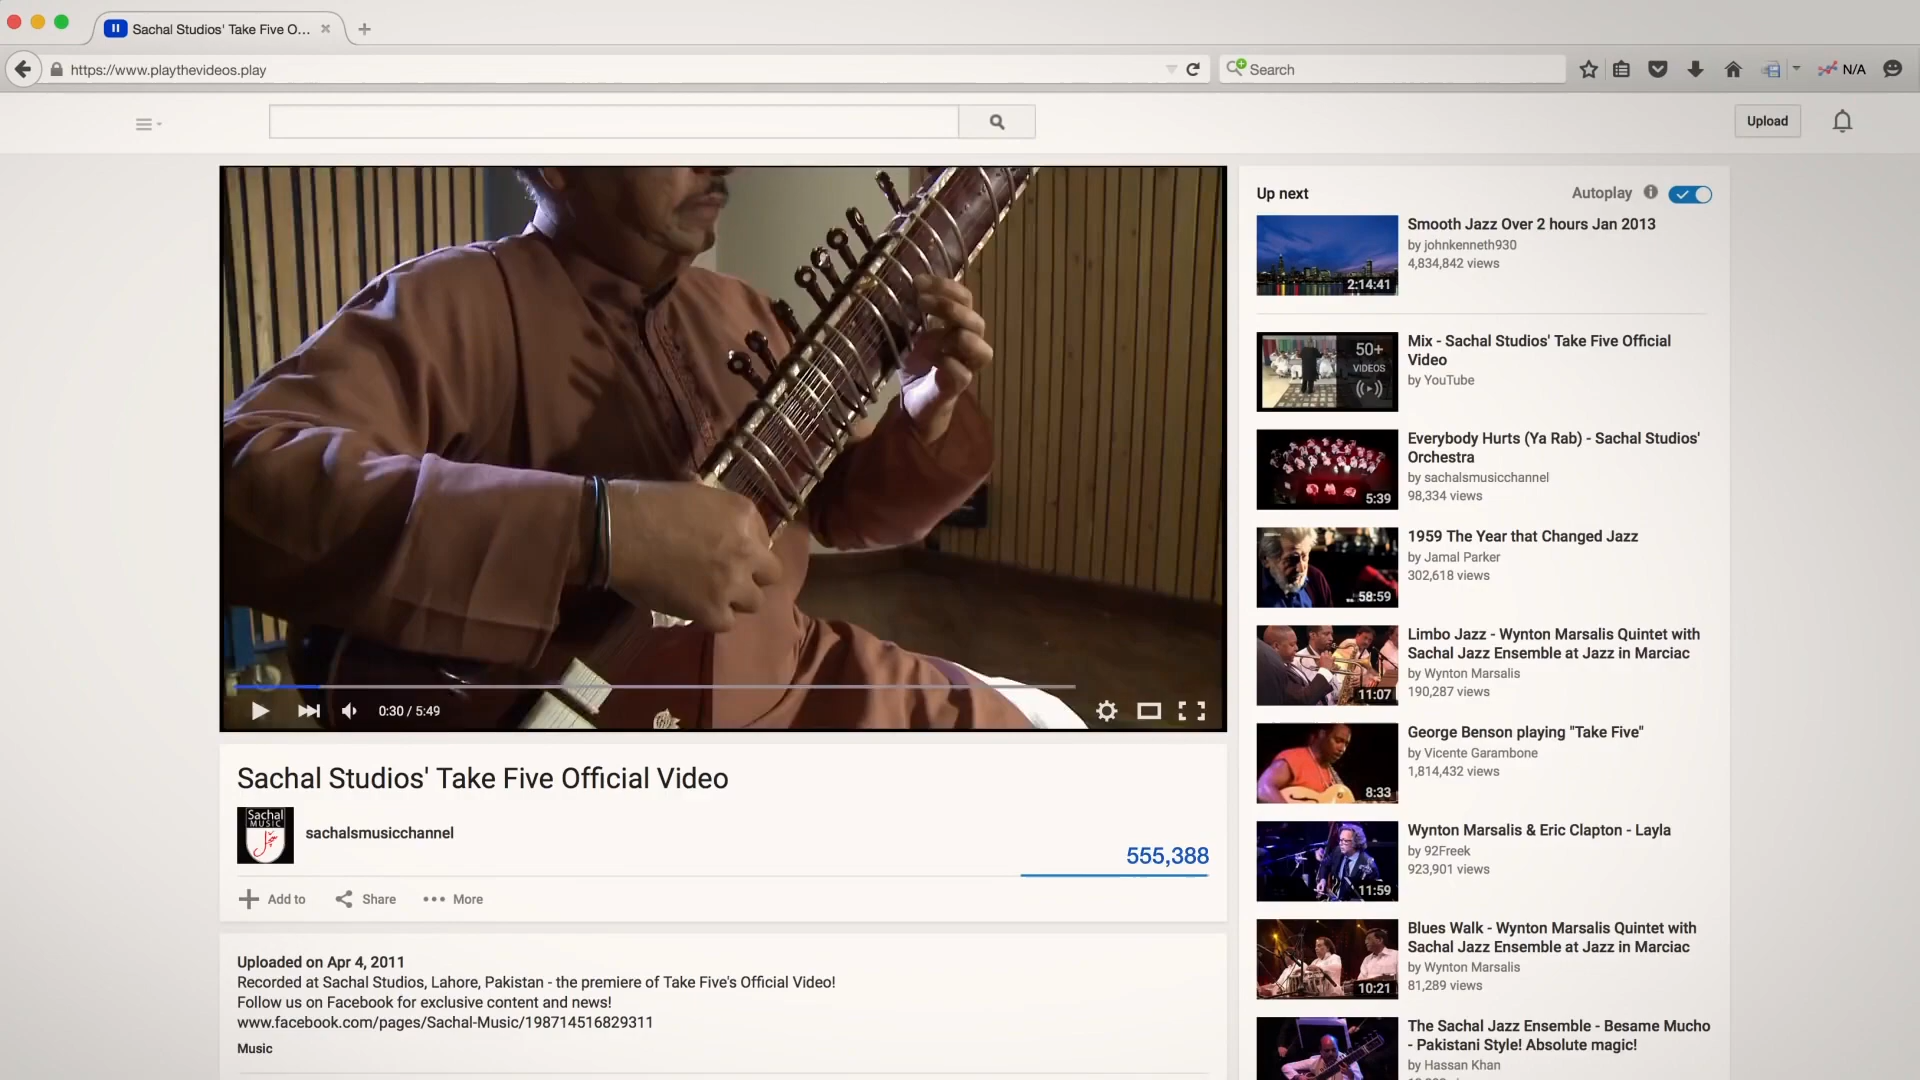 Sachal Studios' Take Five O...
https://www.playthevideos.play
Search
N/A
Upload
Up next
Autoplay
Smooth Jazz Over 2 hours Jan 2013
by johnkenneth930
4,834,842 views
2:14:41
Mix - Sachal Studios' Take Five Official
Video
by YouTube
50+
VIDEOS
Everybody Hurts (Ya Rab) - Sachal Studios'
Orchestra
by sachalsmusicchannel
98,334 views
5:39
1959 The Year that Changed Jazz
by Jamal Parker
302,618 views
58:59
Limbo Jazz - Wynton Marsalis Quintet with
Sachal Jazz Ensemble at Jazz in Marciac
by Wynton Marsalis
190,287 views
11:07
George Benson playing "Take Five"
by Vicente Garambone
1,814,432 views
8:33
Wynton Marsalis & Eric Clapton - Layla
by 92Freek
923,901 views
11:59
Blues Walk - Wynton Marsalis Quintet with
Sachal Jazz Ensemble at Jazz in Marciac
by Wynton Marsalis
81,289 views
10:21
The Sachal Jazz Ensemble - Besame Mucho
- Pakistani Style! Absolute magic!
by Hassan Khan
0:30 / 5:49
Sachal Studios' Take Five Official Video
Sachal
MUSIC
sachalsmusicchannel
555,388
Add to
Share
More
Uploaded on Apr 4, 2011
Recorded at Sachal Studios, Lahore, Pakistan - the premiere of Take Five's Official Video!
Follow us on Facebook for exclusive content and news!
www.facebook.com/pages/Sachal-Music/198714516829311
Music